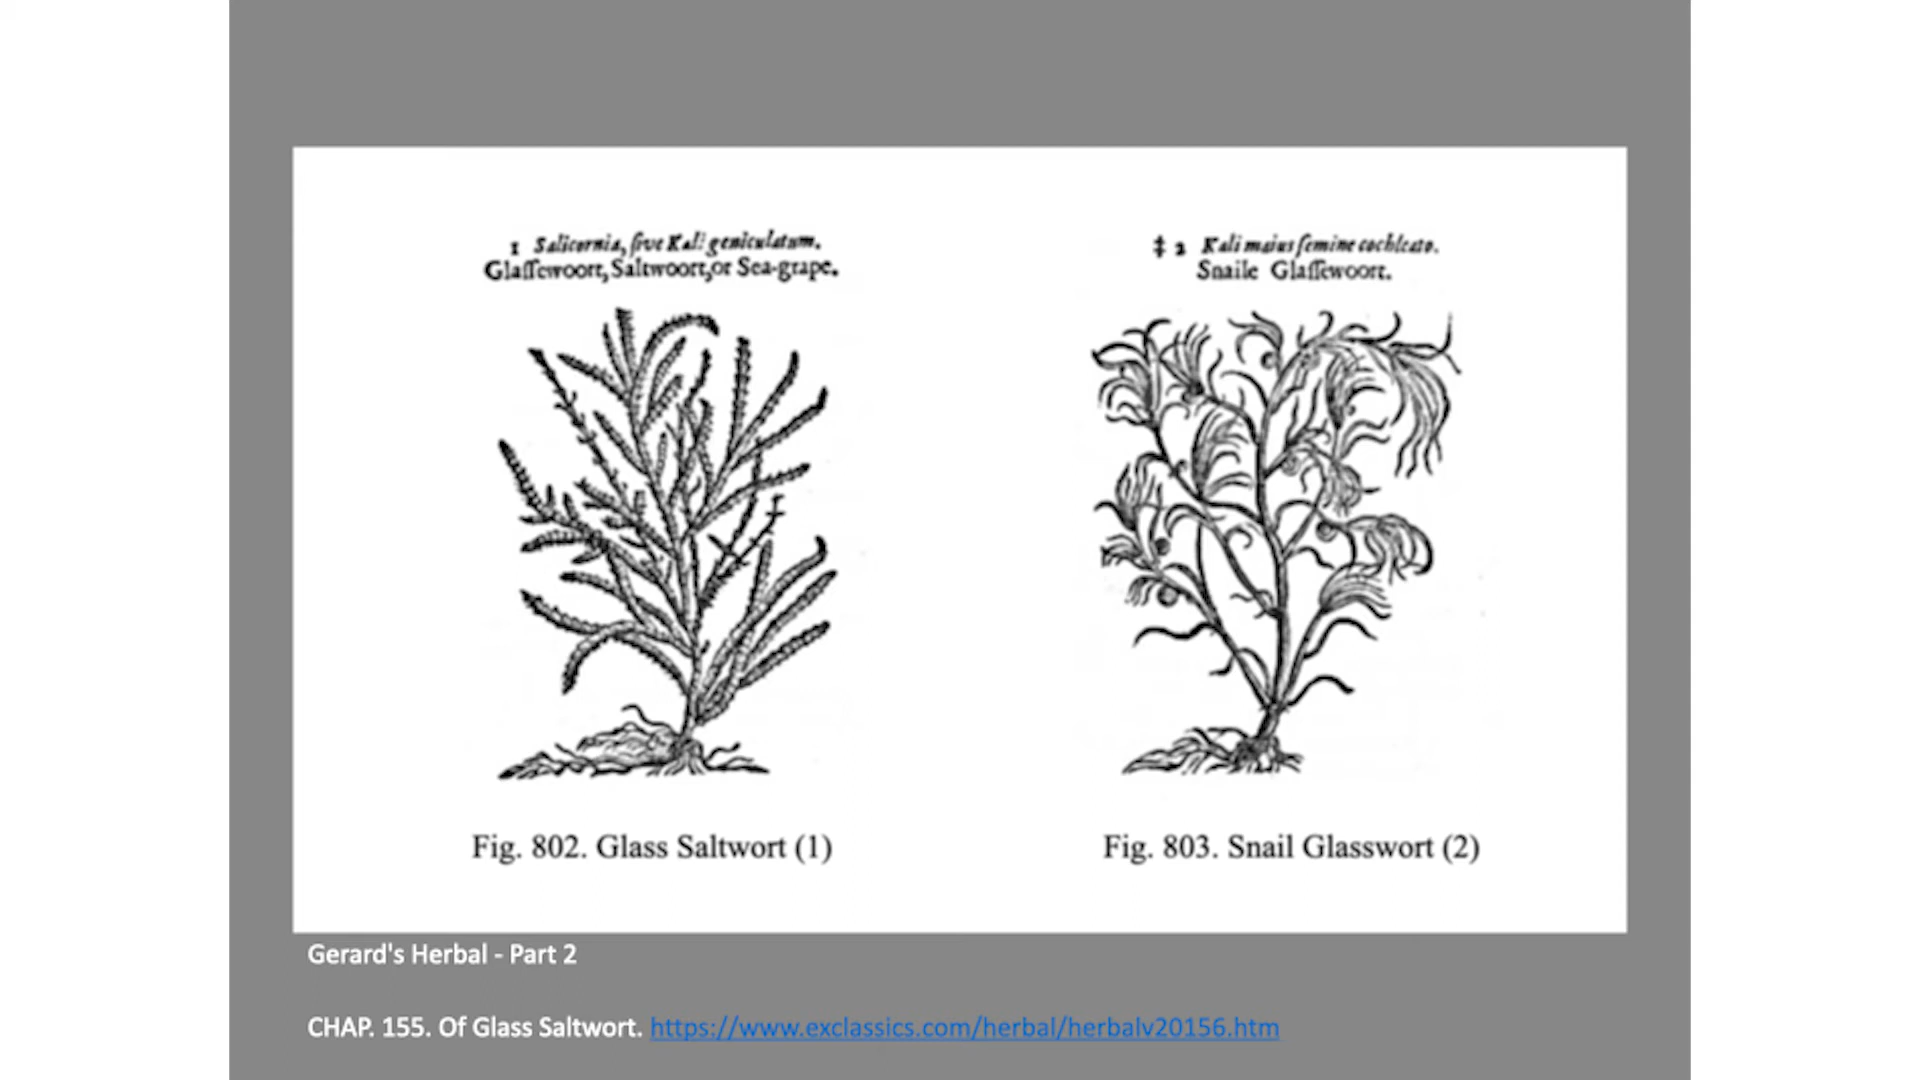 1 Salicornia, ſive Kali geniculatum.
Glaſſewoort, Saltwoort, or Sea-grape.
‡ 2 Kali maius ſemine cochleato.
Snaile Glaſſewoort.
Fig. 802. Glass Saltwort (1)
Fig. 803. Snail Glasswort (2)
Gerard's Herbal - Part 2
CHAP. 155. Of Glass Saltwort. https://www.exclassics.com/herbal/herbalv20156.htm